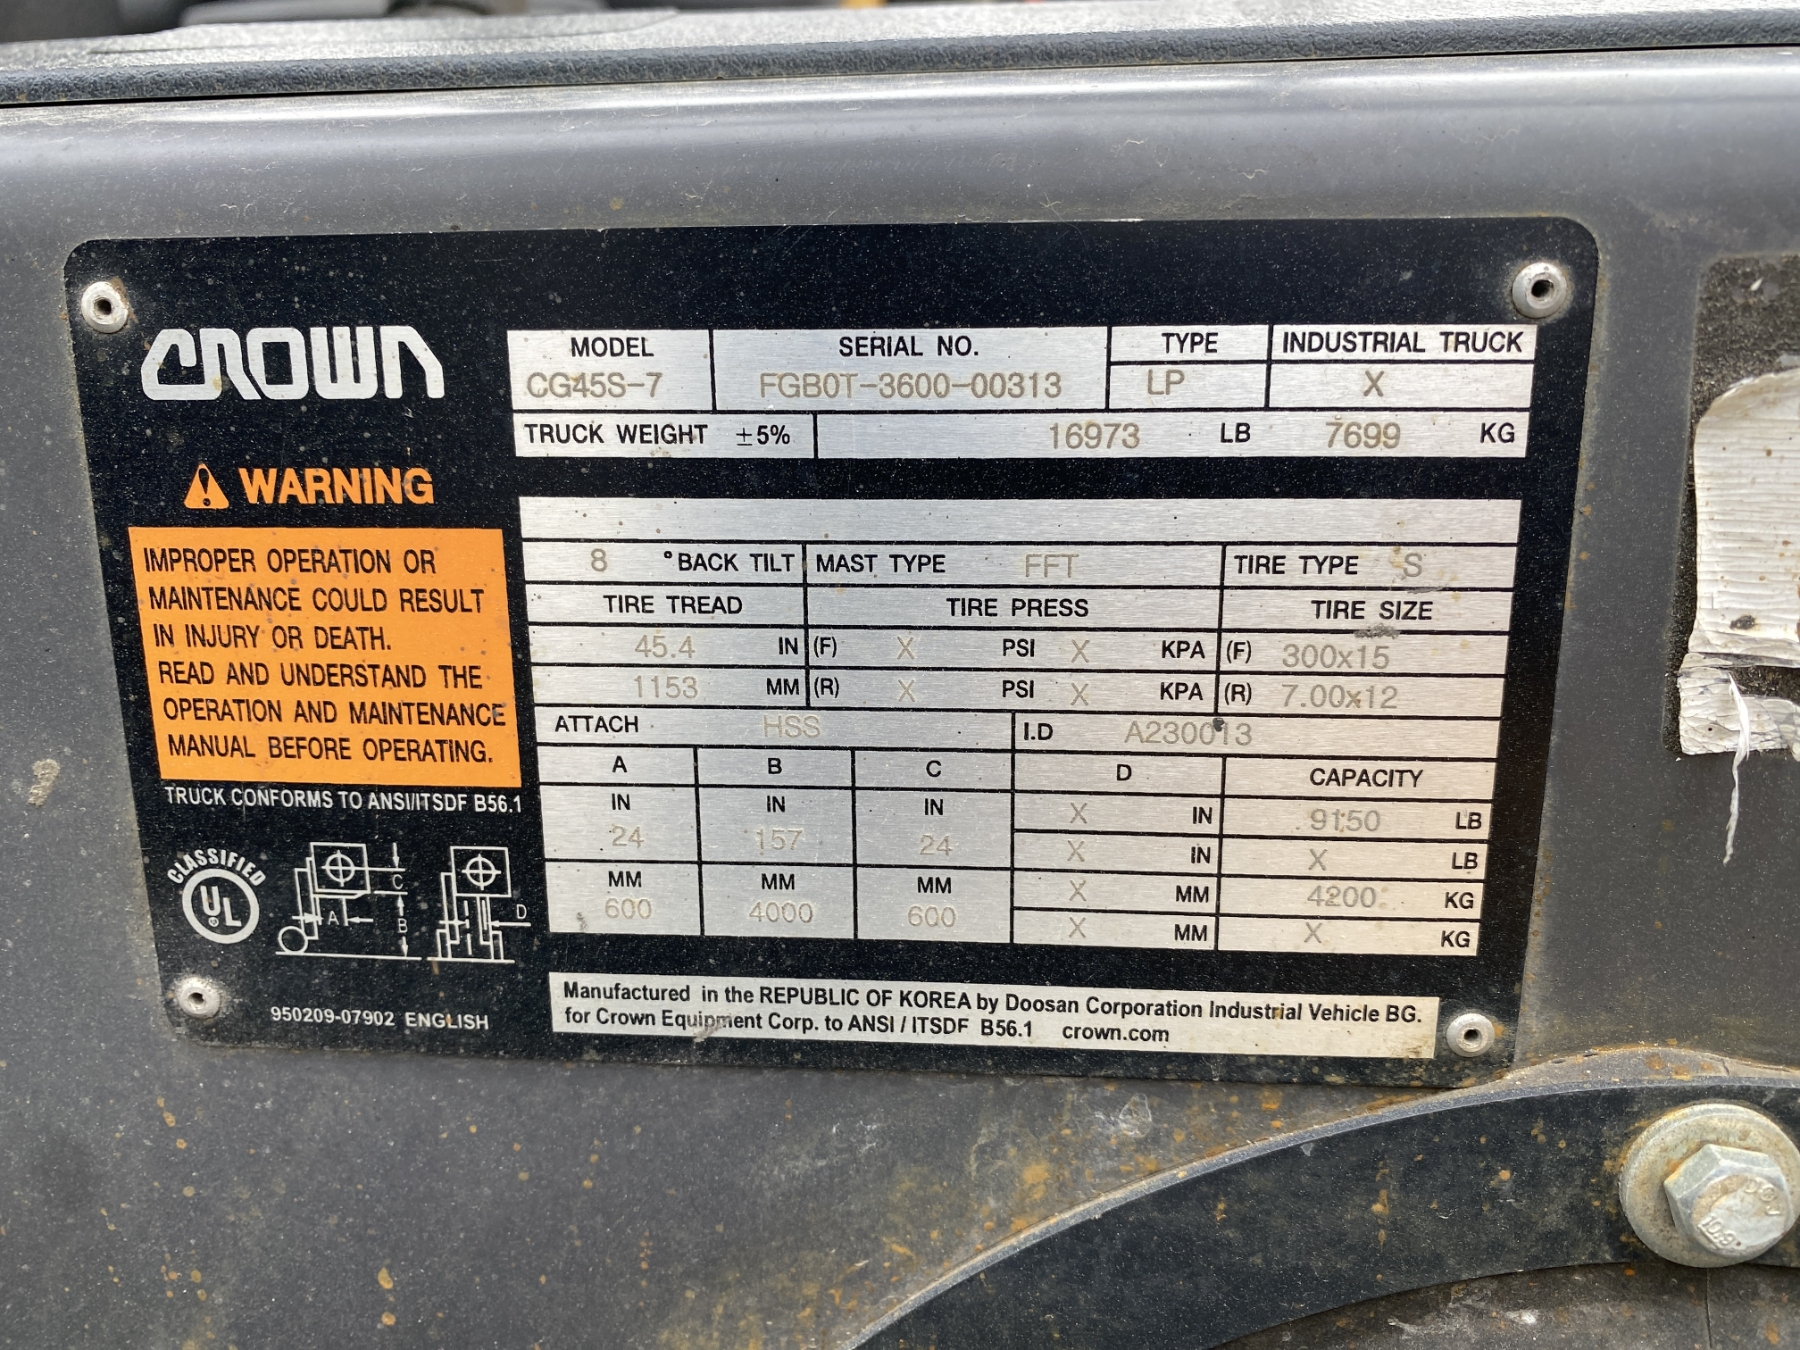 CROWN
MODEL SERIAL NO. TYPE INDUSTRIAL TRUCK
CG45S-7 FGB0T-3600-00313 LP X
TRUCK WEIGHT ±5% 16973 LB 7699 KG
WARNING
IMPROPER OPERATION OR
MAINTENANCE COULD RESULT
IN INJURY OR DEATH.
READ AND UNDERSTAND THE
OPERATION AND MAINTENANCE
MANUAL BEFORE OPERATING.
TRUCK CONFORMS TO ANSI/ITSDF B56.1
CLASSIFIED
UL
A B C D
950209-07902 ENGLISH
8 °BACK TILT MAST TYPE FFT TIRE TYPE S
TIRE TREAD TIRE PRESS TIRE SIZE
45.4 IN (F) X PSI X KPA (F) 300x15
1153 MM (R) X PSI X KPA (R) 7.00x12
ATTACH HSS I.D A230013
A B C D CAPACITY
IN IN IN X IN 9150 LB
24 157 24 X IN X LB
MM MM MM X MM 4200 KG
600 4000 600 X MM X KG
Manufactured in the REPUBLIC OF KOREA by Doosan Corporation Industrial Vehicle BG.
for Crown Equipment Corp. to ANSI / ITSDF B56.1 crown.com
10.9